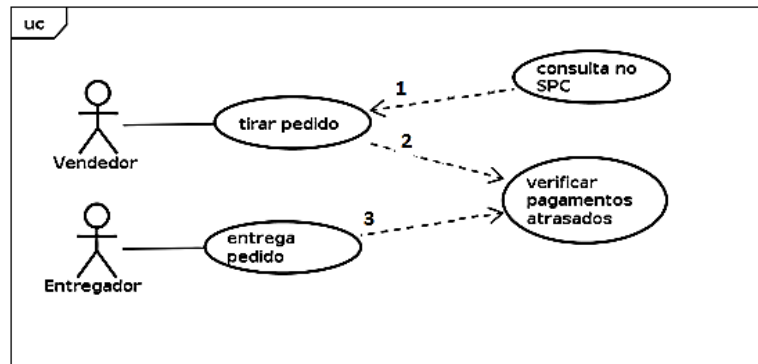 uc
1
consulta no
SPC
tirar pedido
2
Vendedor
verificar
pagamentos
atrasados
3
entrega
pedido
Entregador